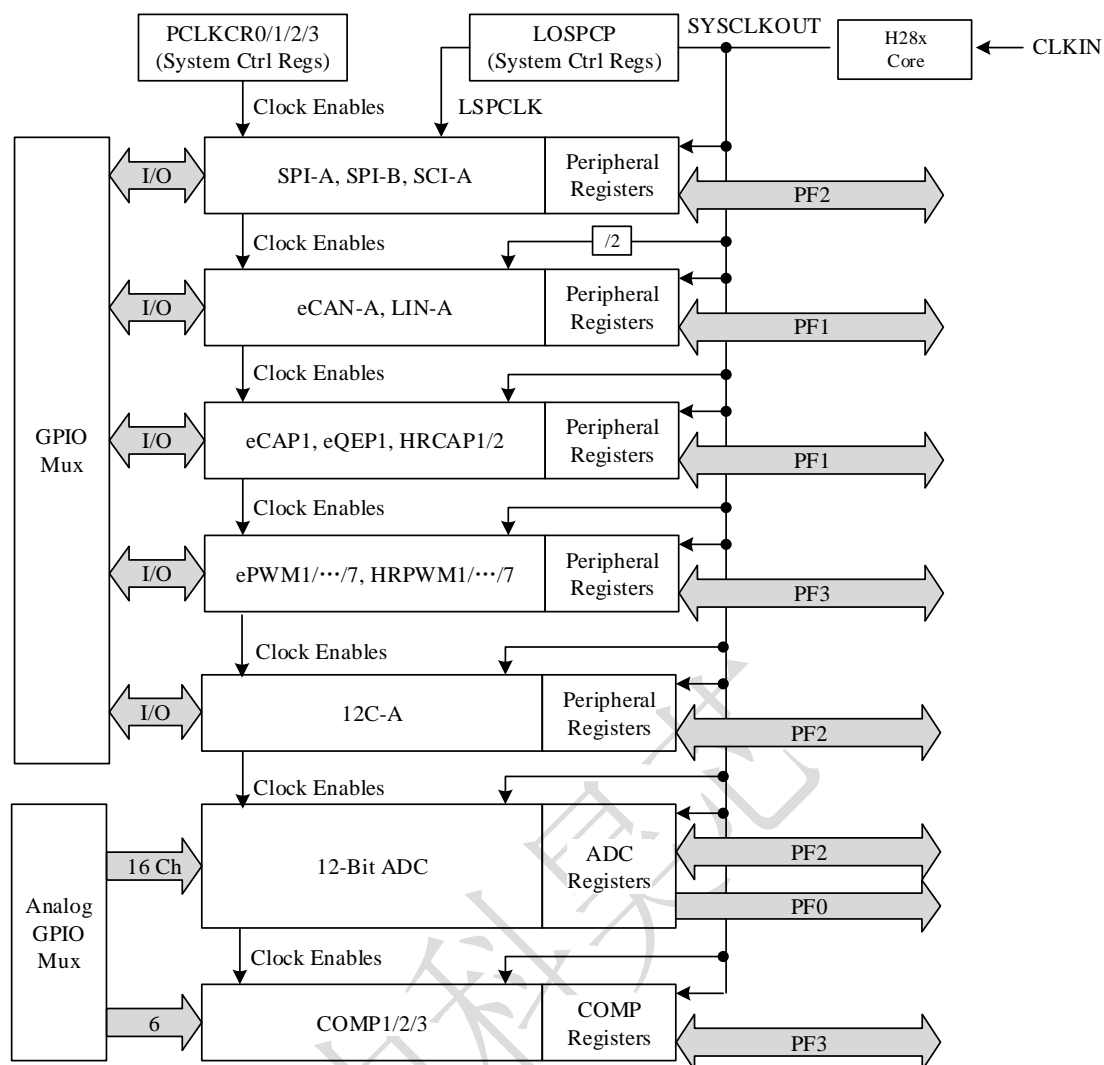 PCLKCR0/1/2/3
(System Ctrl Regs)
LOSPCP
(System Ctrl Regs)
SYSCLKOUT
H28x
Core
CLKIN
Clock Enables
LSPCLK
GPIO
Mux
I/O
SPI-A, SPI-B, SCI-A
Peripheral
Registers
PF2
Clock Enables
/2
I/O
eCAN-A, LIN-A
Peripheral
Registers
PF1
Clock Enables
I/O
eCAP1, eQEP1, HRCAP1/2
Peripheral
Registers
PF1
Clock Enables
I/O
ePWM1/···/7, HRPWM1/···/7
Peripheral
Registers
PF3
Clock Enables
I/O
12C-A
Peripheral
Registers
PF2
Clock Enables
Analog
GPIO
Mux
16 Ch
12-Bit ADC
ADC
Registers
PF2
PF0
Clock Enables
6
COMP1/2/3
COMP
Registers
PF3
科昊芯